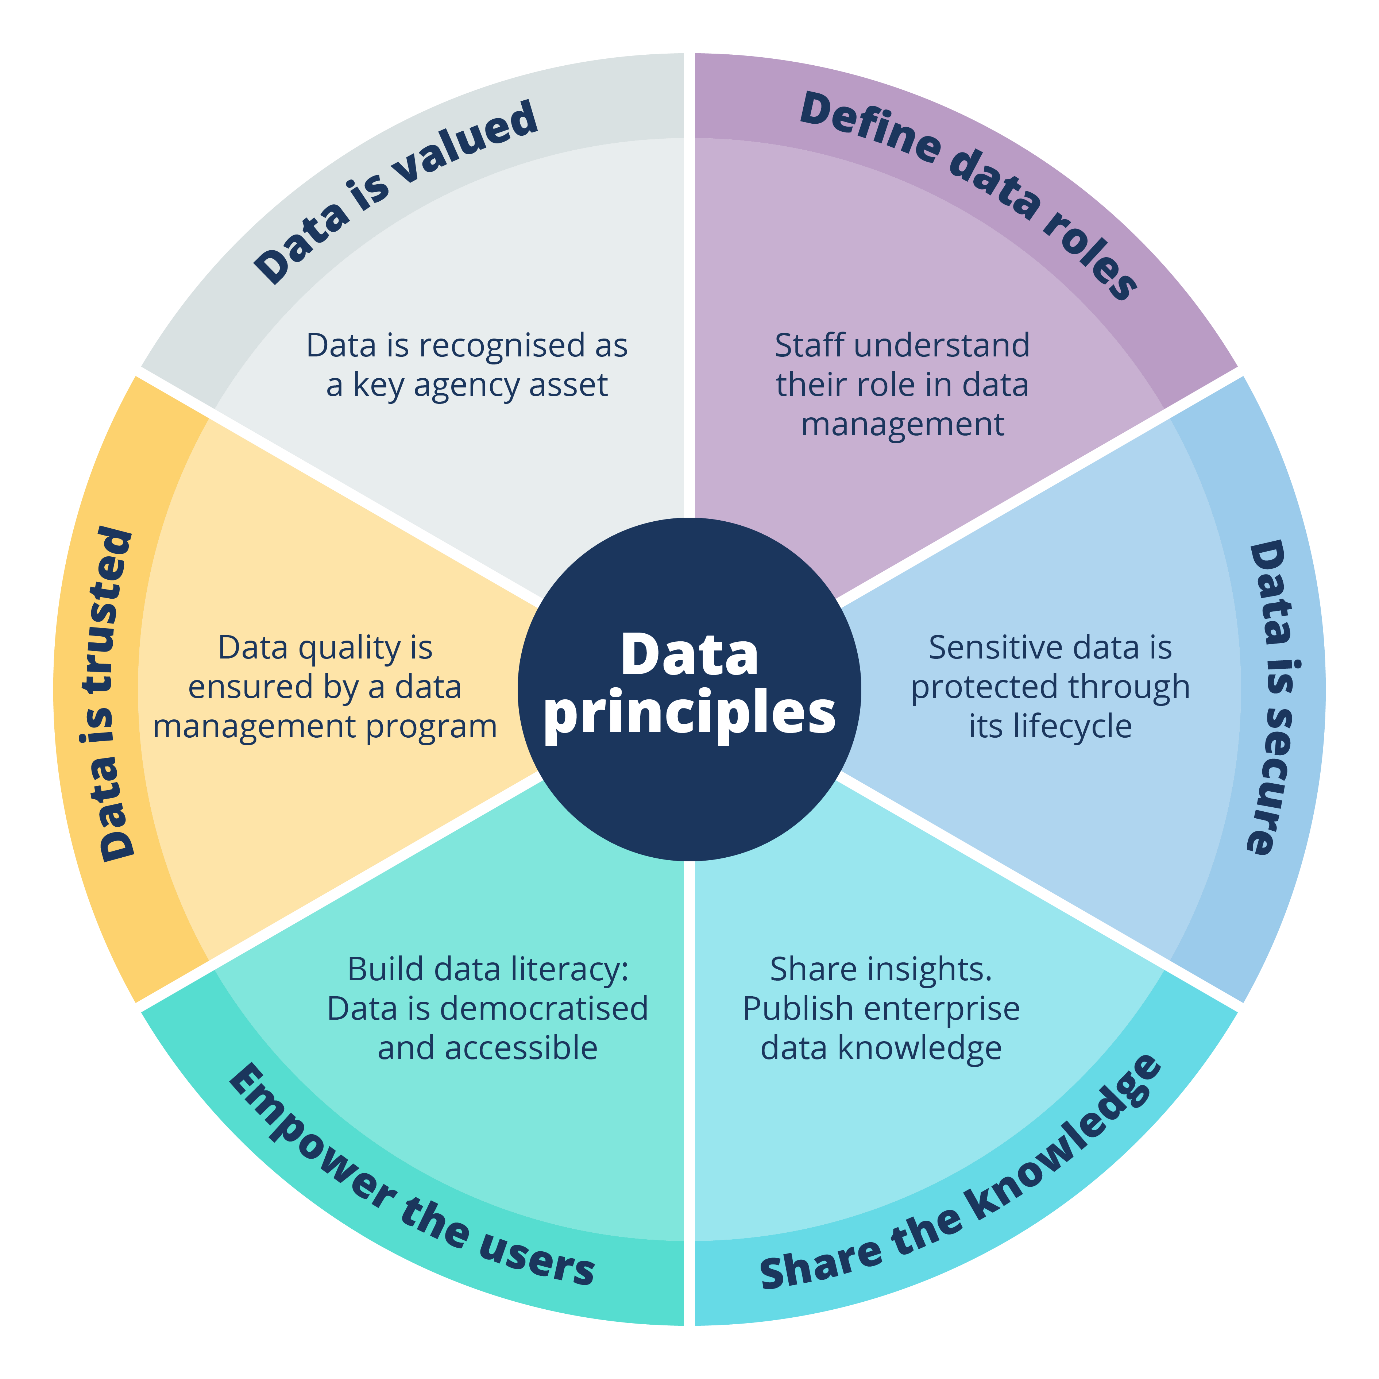 Data principles
Define data roles
Staff understand
their role in data
management
Data is secure
Sensitive data is
protected through
its lifecycle
Share the knowledge
Share insights.
Publish enterprise
data knowledge
Empower the users
Build data literacy:
Data is democratised
and accessible
Data is trusted
Data quality is
ensured by a data
management program
Data is valued
Data is recognised as
a key agency asset